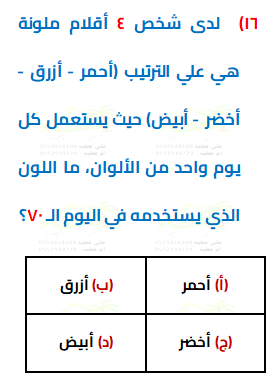 ١٦) لدى شخص ٤ أقلام ملونة
هي علي الترتيب (أحمر - أزرق -
أخضر - أبيض) حيث يستعمل كل
يوم واحد من الألوان، ما اللون
الذي يستخدمه في اليوم الـ ٧٠؟
(أ) أحمر
(ب) أزرق
(ج) أخضر
(د) أبيض